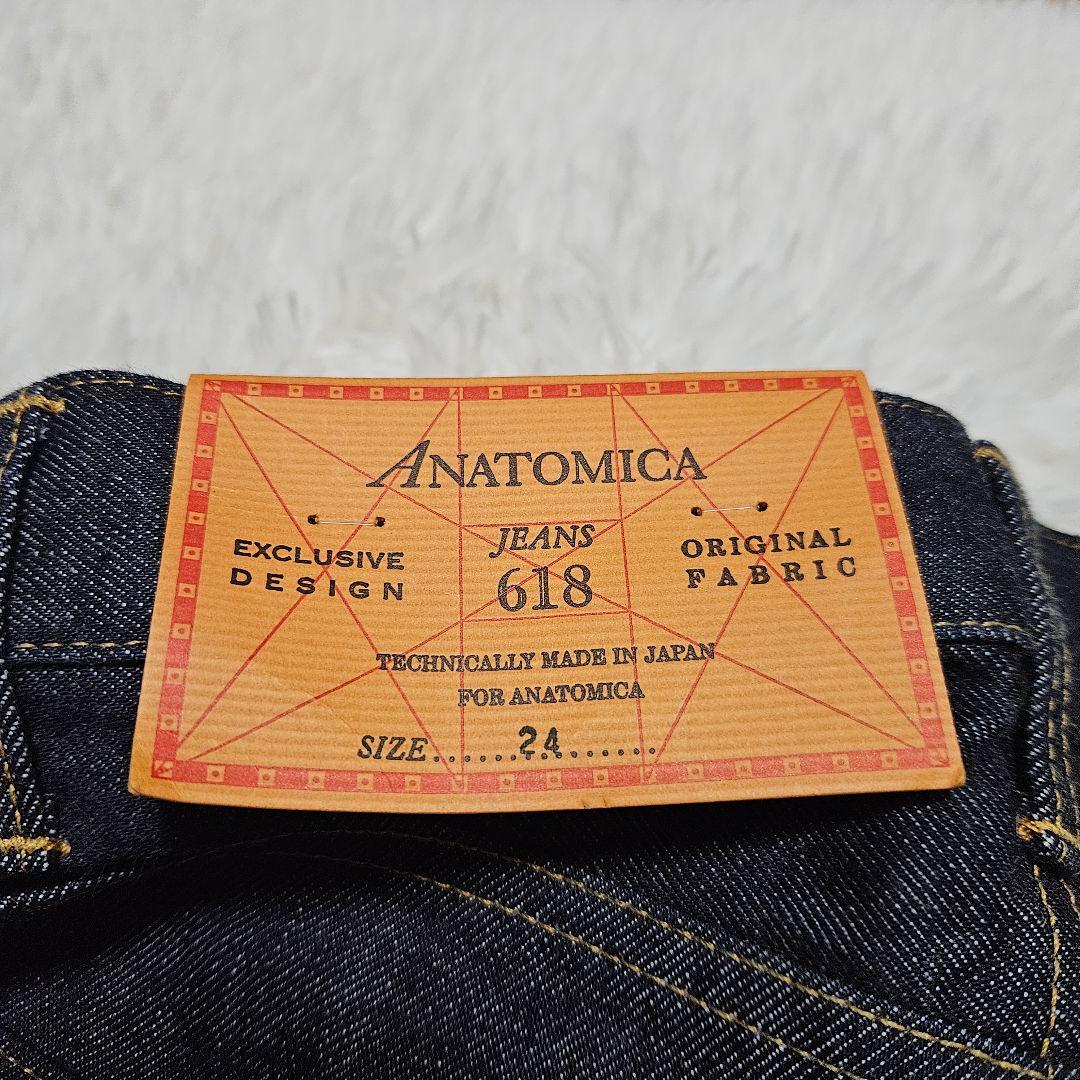 ANATOMICA
JEANS
618
EXCLUSIVE
DESIGN
ORIGINAL
FABRIC
TECHNICALLY MADE IN JAPAN
FOR ANATOMICA
SIZE ......24......